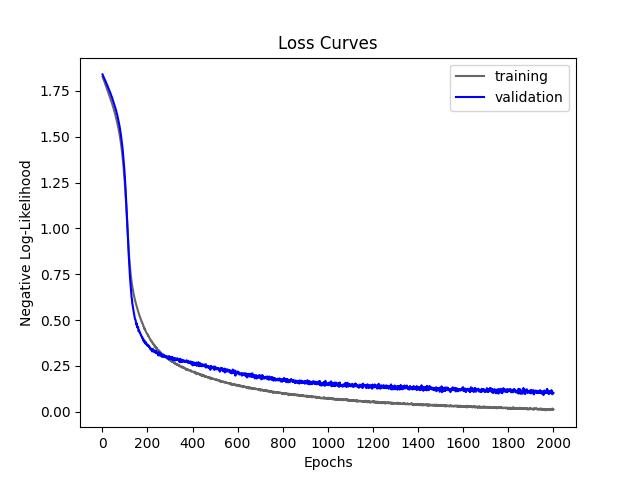 Loss Curves
training
validation
Negative Log-Likelihood
1.75
1.50
1.25
1.00
0.75
0.50
0.25
0.00
0 200 400 600 800 1000 1200 1400 1600 1800 2000
Epochs